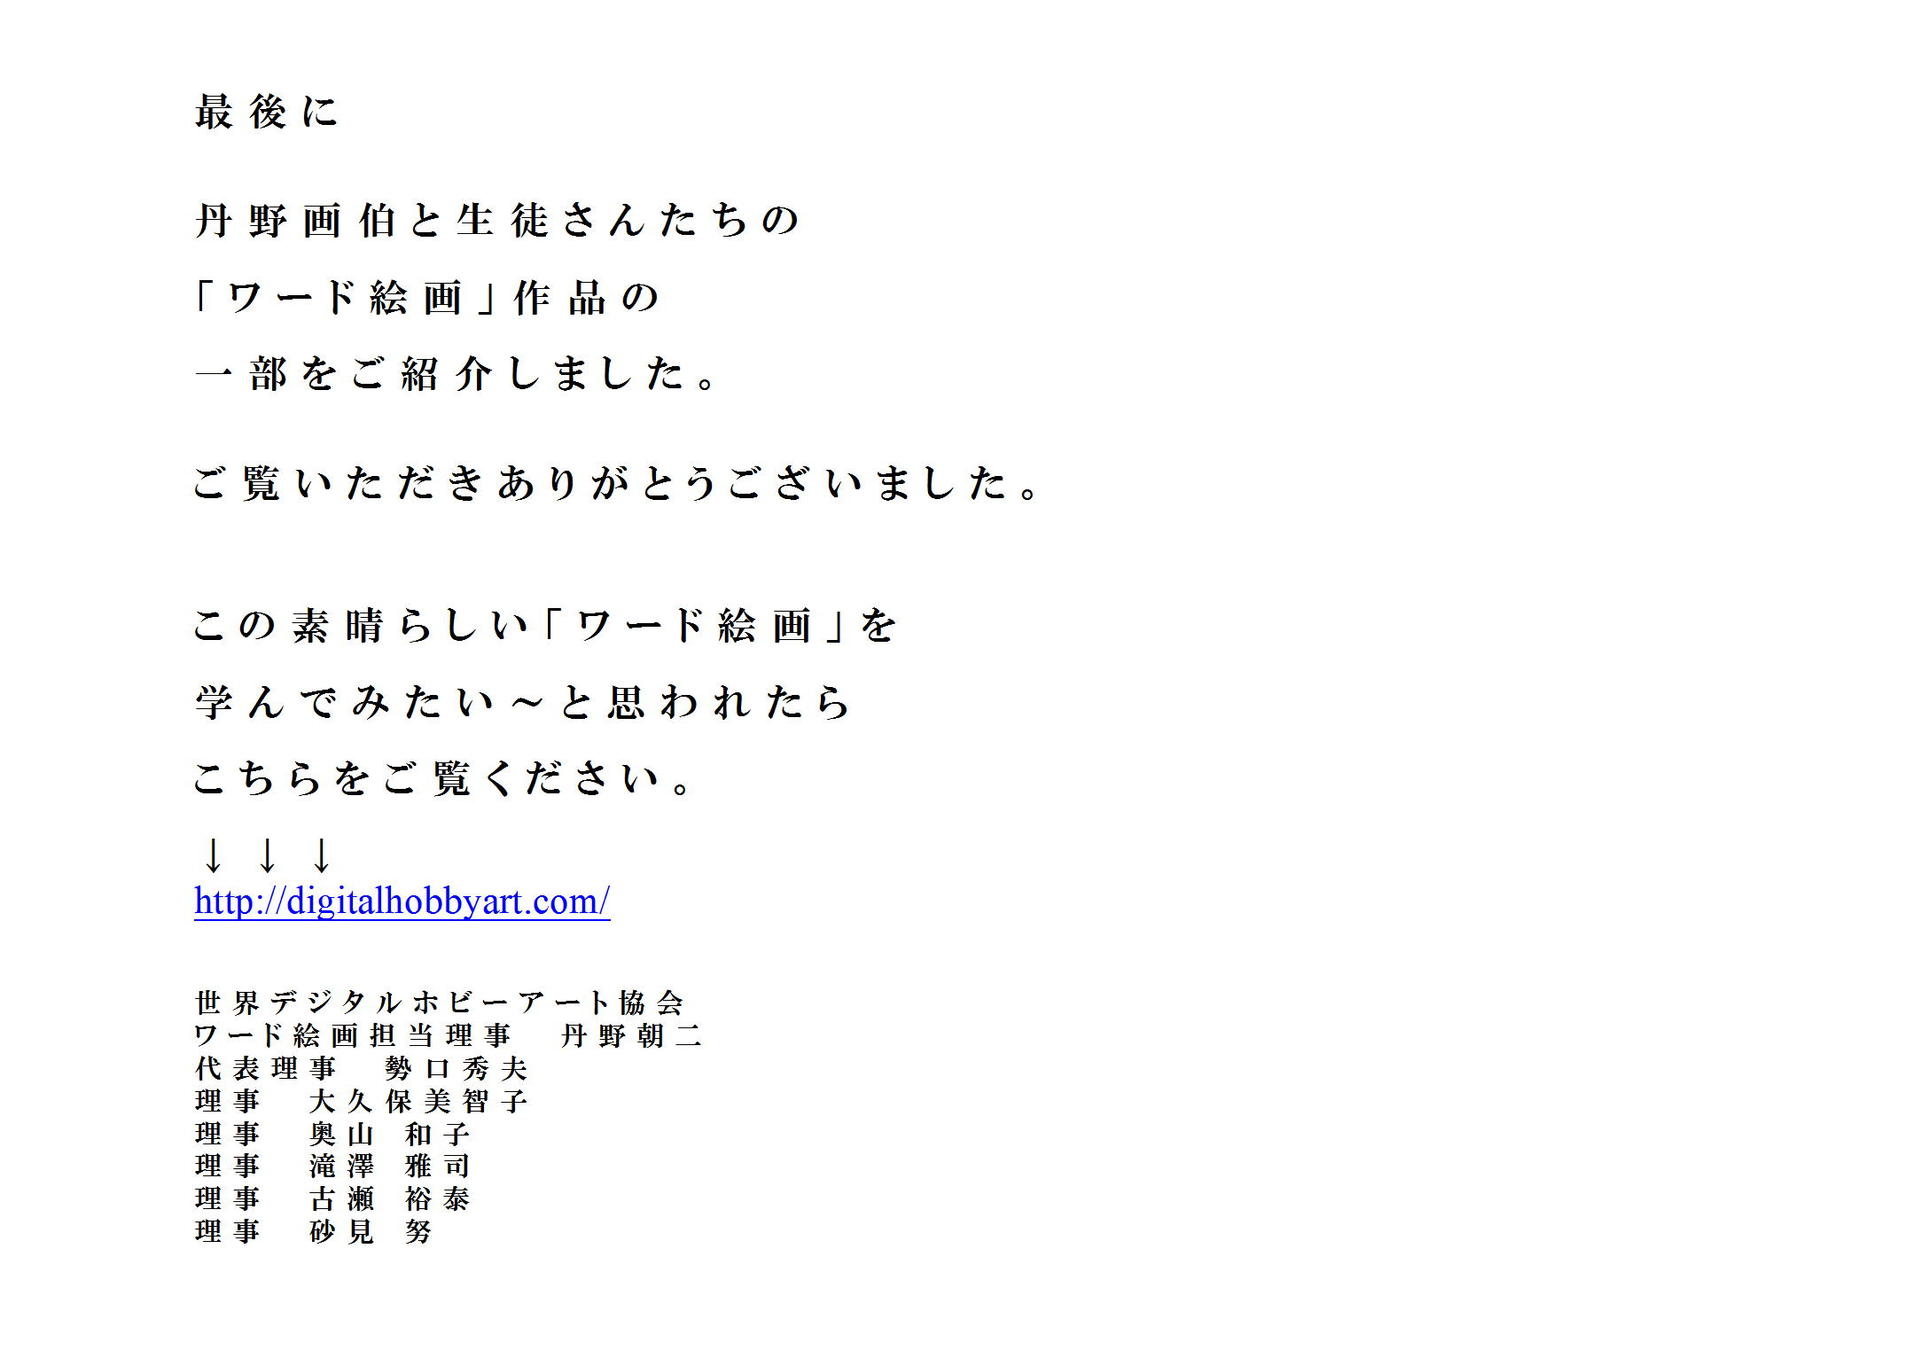 最後に
丹野画伯と生徒さんたちの
「ワード絵画」作品の
一部をご紹介しました。
ご覧いただきありがとうございました。
この素晴らしい「ワード絵画」を
学んでみたい～と思われたら
こちらをご覧ください。
↓ ↓ ↓
http://digitalhobbyart.com/
世界デジタルホビーアート協会
ワード絵画担当理事　丹野朝二
代表理事　勢口秀夫
理事　大久保美智子
理事　奥山 和子
理事　滝澤 雅司
理事　古瀬 裕泰
理事　砂見 努